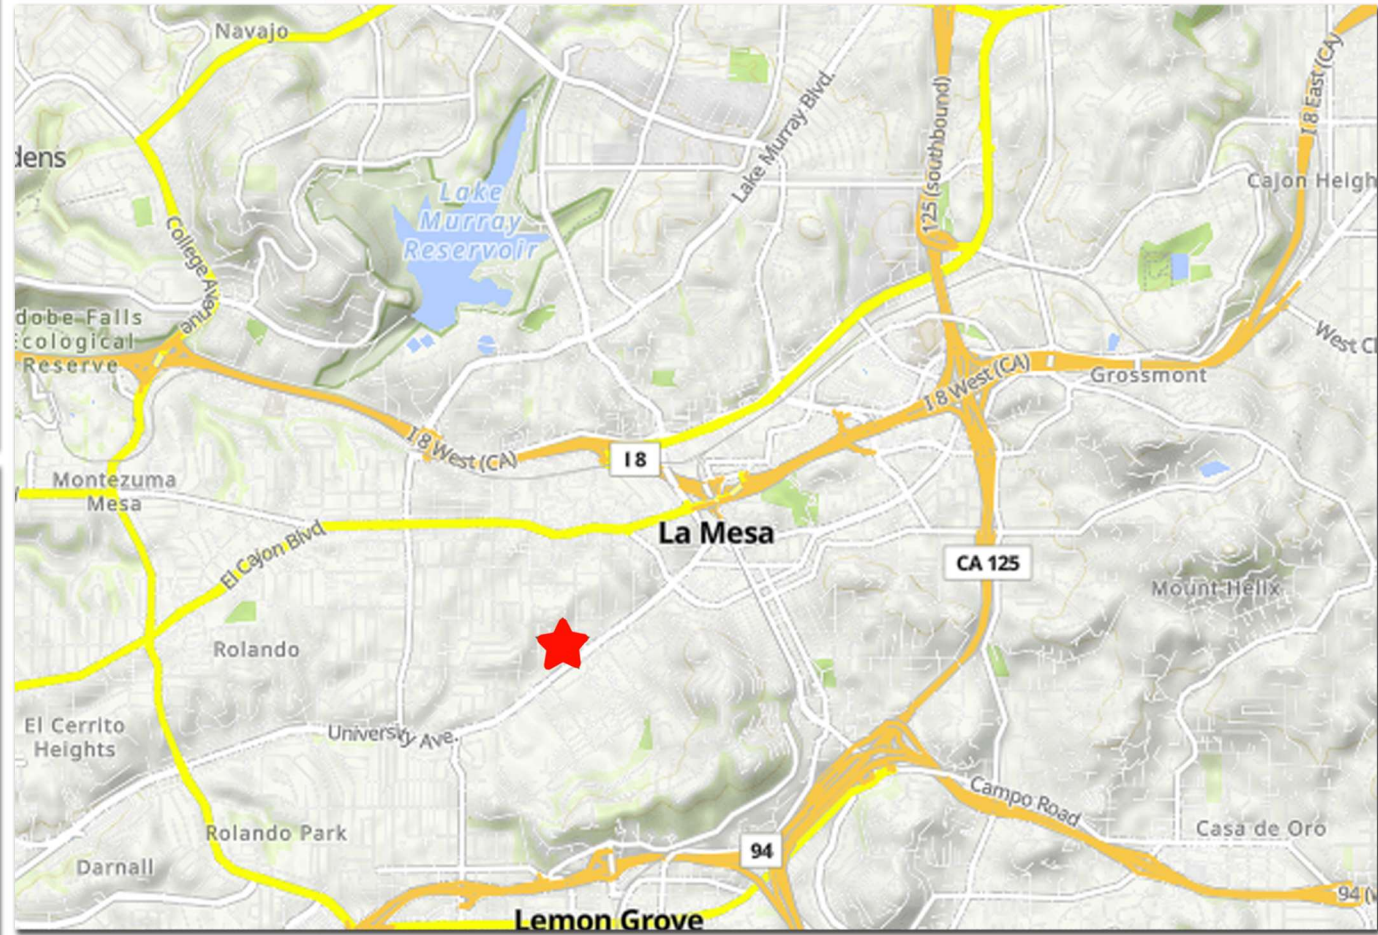 Navajo
Lake Murray Blvd.
125 (southbound)
I 8 East (CA)
dens
Cajon Heigh
Lake
Murray
Reservoir
College Avenue
dobe Falls
Ecological
Reserve
West C
I 8 West (CA)
Grossmont
I 8 West (CA)
I 8
Montezuma
Mesa
La Mesa
El Cajon Blvd
CA 125
Mount Helix
Rolando
El Cerrito
Heights
University Ave.
Campo Road
Rolando Park
Casa de Oro
94
Darnall
94 (
Lemon Grove